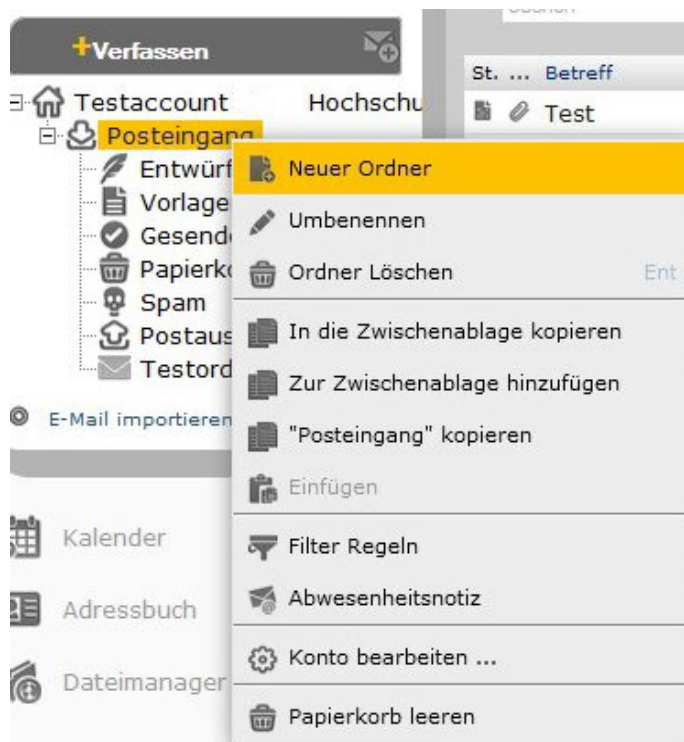 +Verfassen
Testaccount Hochschu
Posteingang
Entwürf
Vorlage
Gesend
Papierk
Spam
Postaus
Testord
E-Mail importieren
Kalender
Adressbuch
Dateimanager
St. ... Betreff
Test
Neuer Ordner
Umbenennen
Ordner Löschen Ent
In die Zwischenablage kopieren
Zur Zwischenablage hinzufügen
"Posteingang" kopieren
Einfügen
Filter Regeln
Abwesenheitsnotiz
Konto bearbeiten ...
Papierkorb leeren